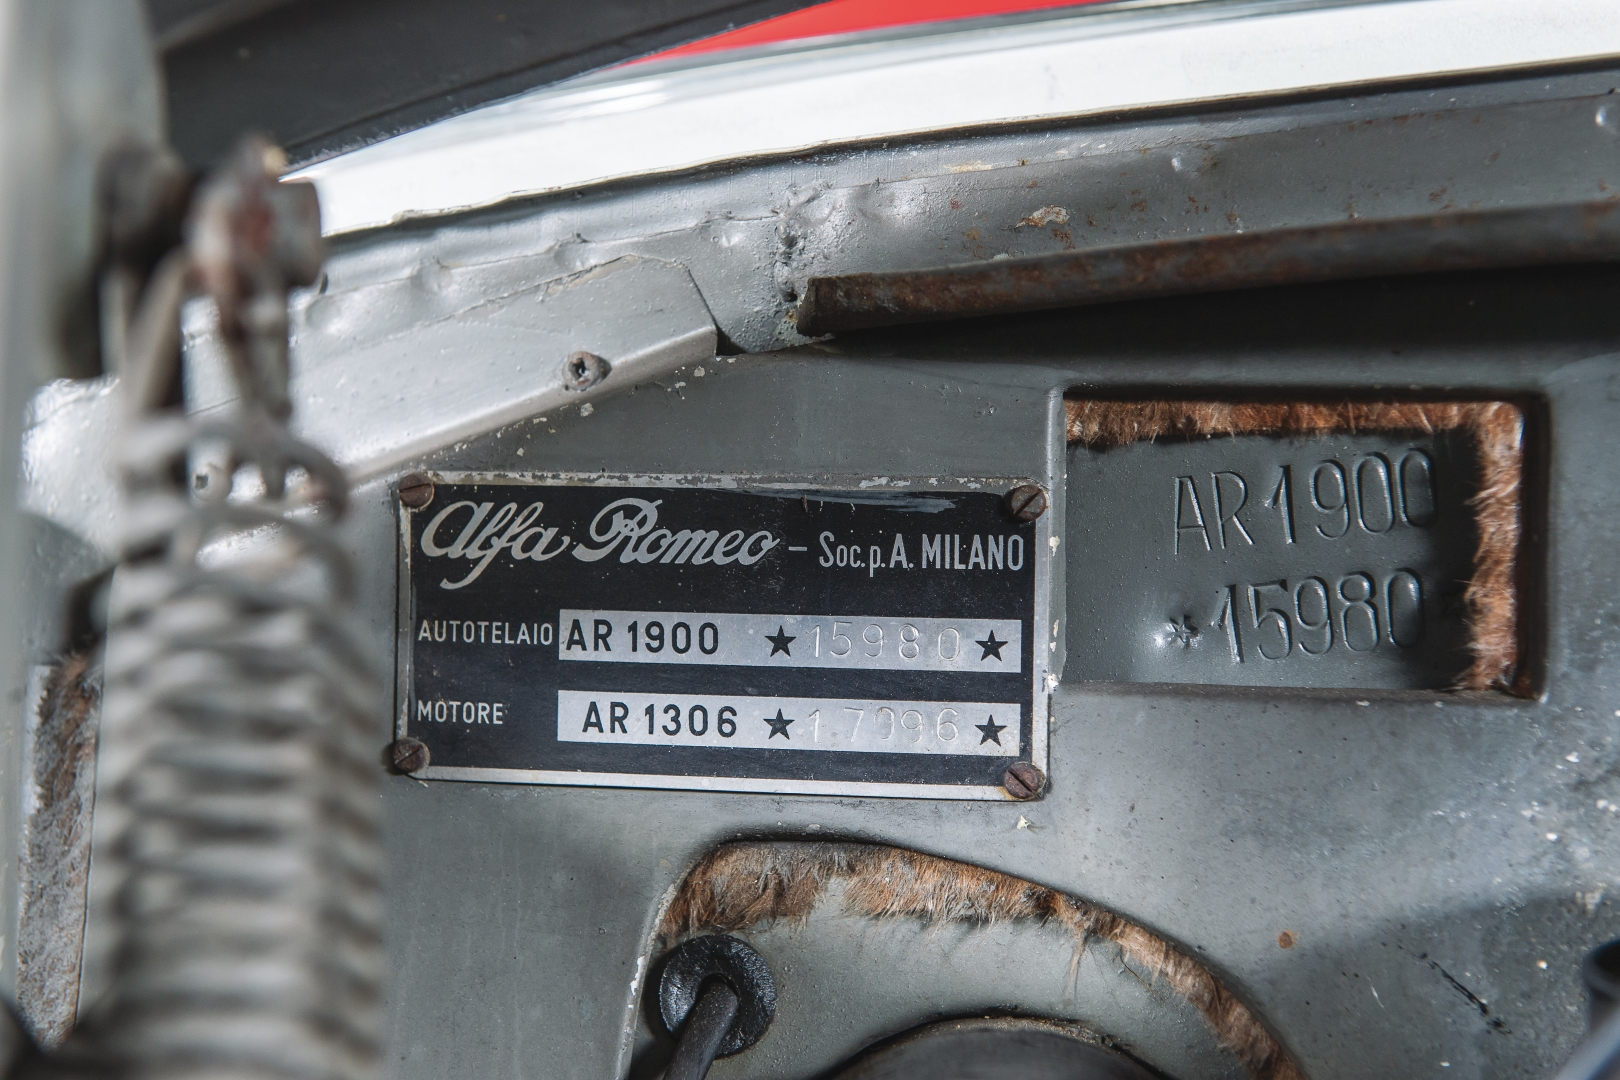 Alfa Romeo – Soc. p. A. MILANO
AUTOTELAIO AR 1900 ★ 15980 ★
MOTORE AR 1306 ★ 17996 ★
AR 1900
*15980